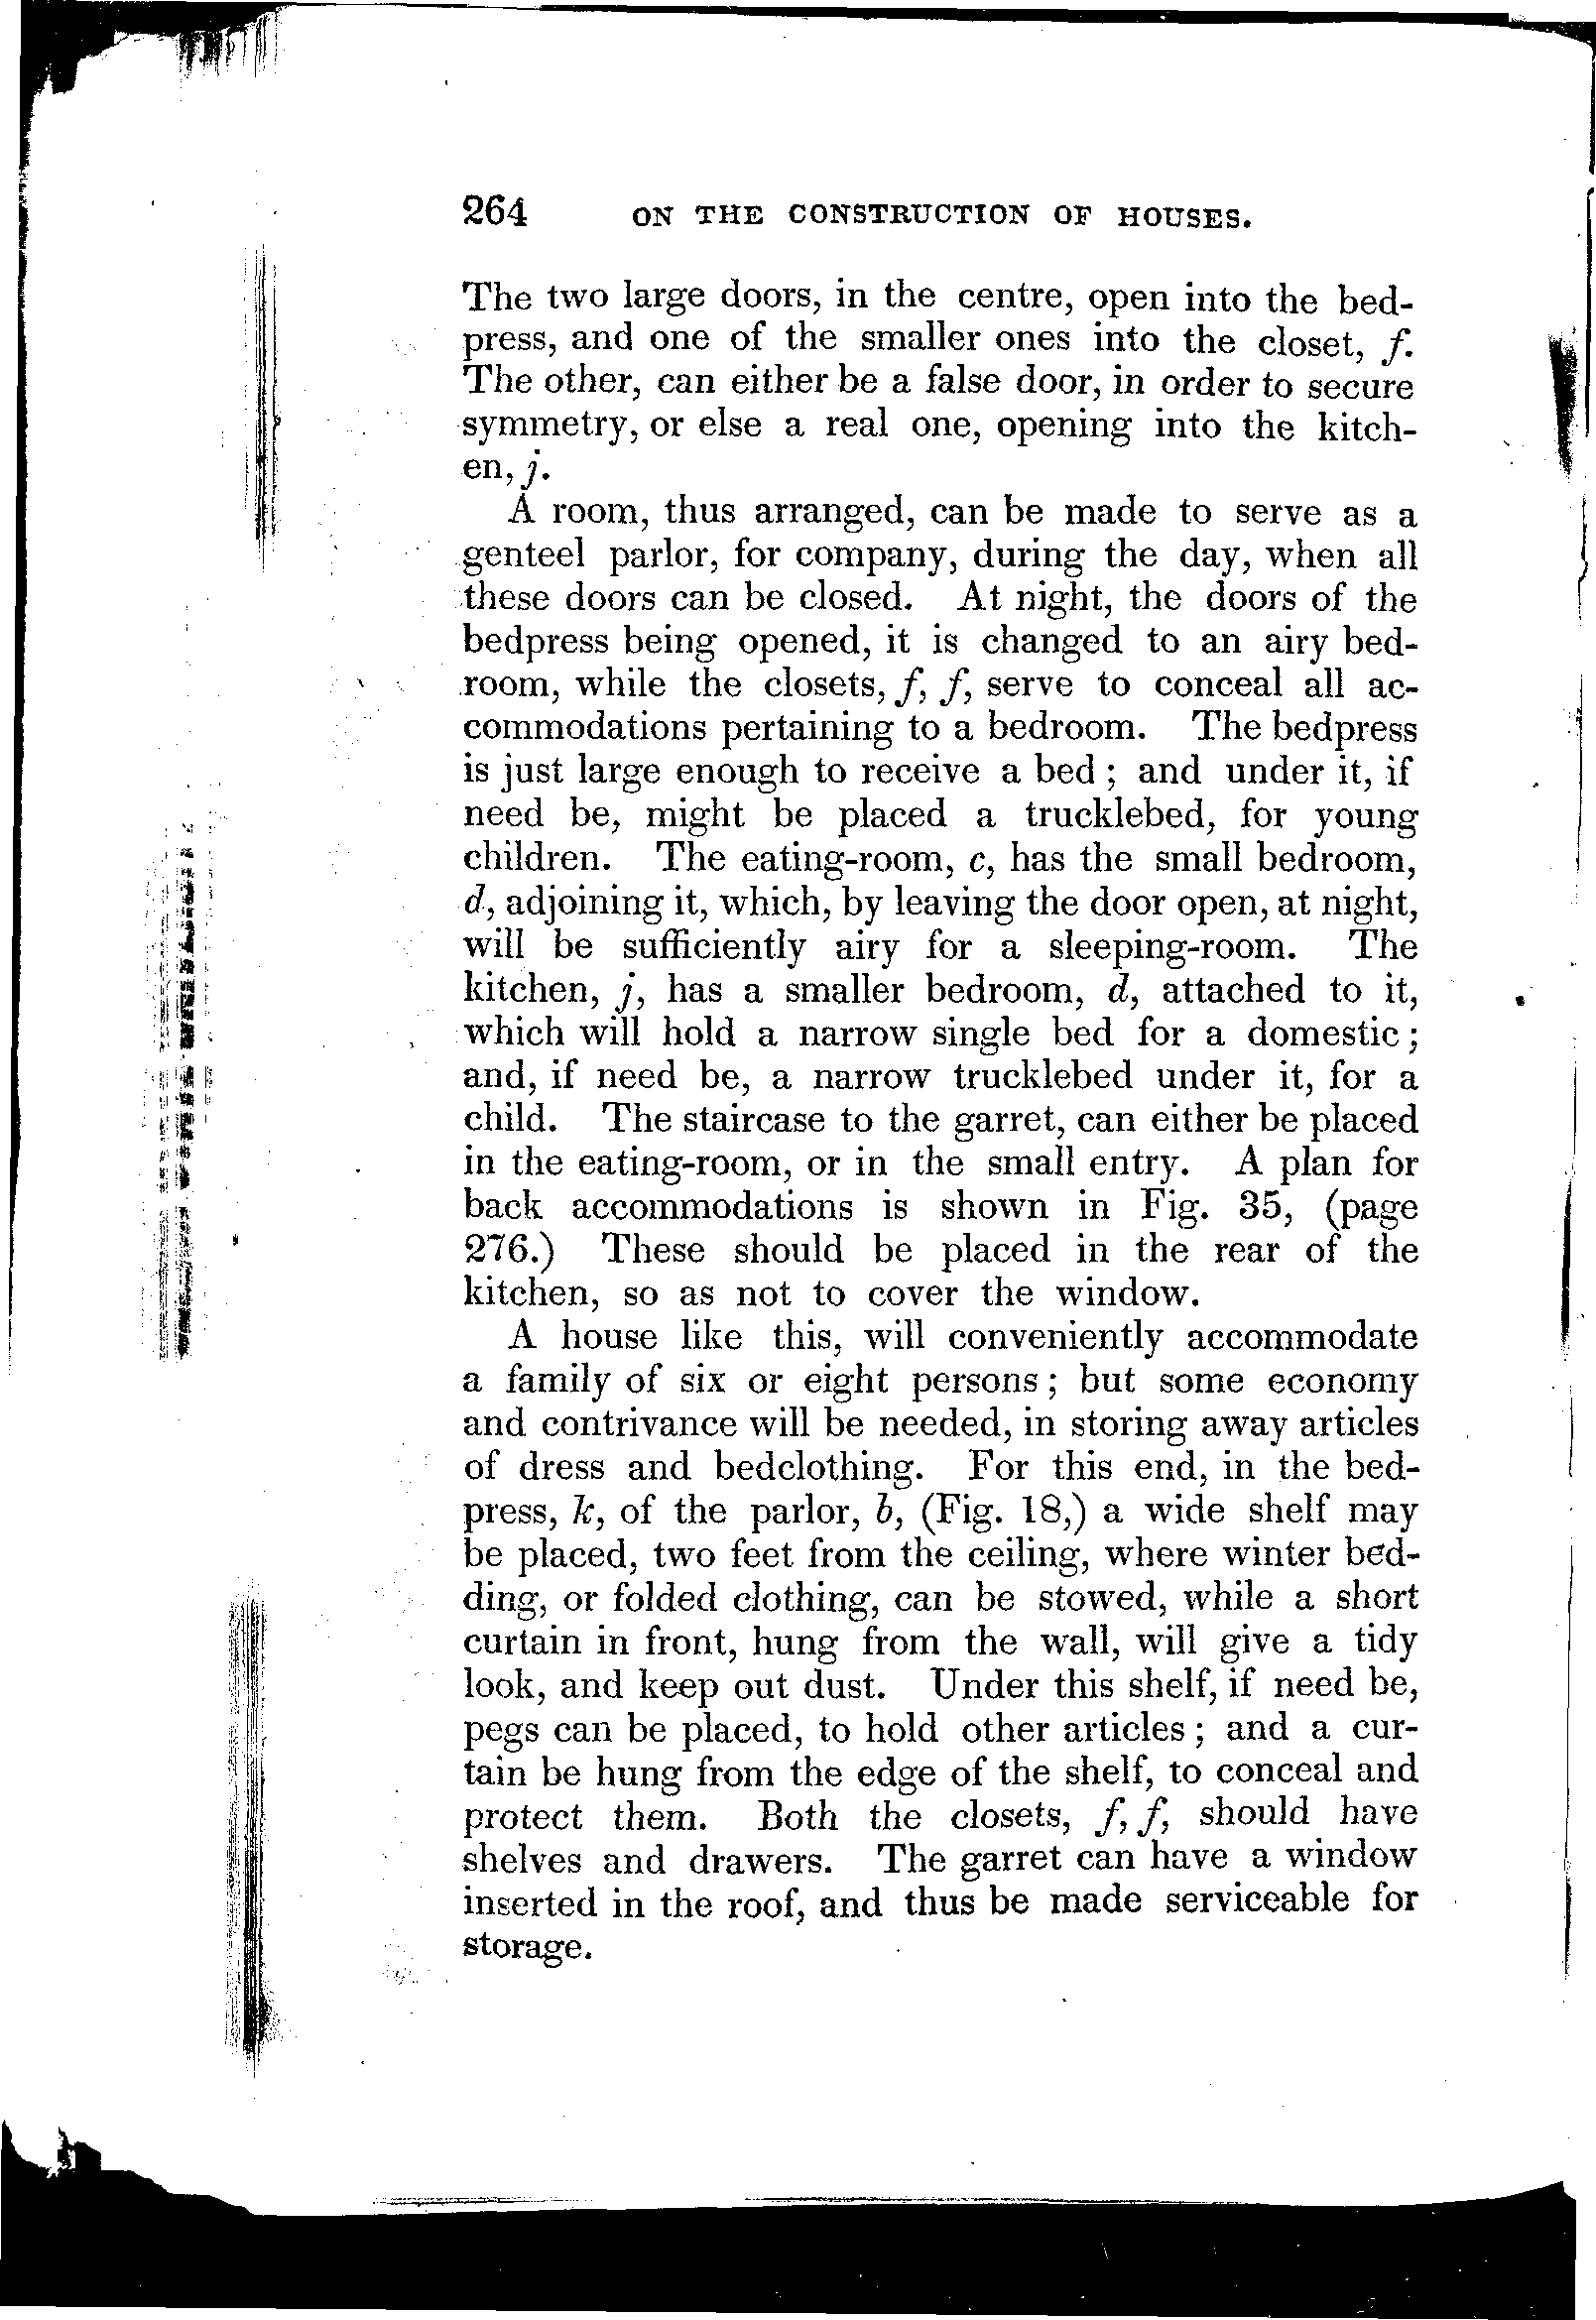 264 ON THE CONSTRUCTION OF HOUSES.
The two large doors, in the centre, open into the bed-
press, and one of the smaller ones into the closet, f.
The other, can either be a false door, in order to secure
symmetry, or else a real one, opening into the kitch-
en, j.
A room, thus arranged, can be made to serve as a
genteel parlor, for company, during the day, when all
these doors can be closed. At night, the doors of the
bedpress being opened, it is changed to an airy bed-
room, while the closets, f, f, serve to conceal all ac-
commodations pertaining to a bedroom. The bedpress
is just large enough to receive a bed; and under it, if
need be, might be placed a trucklebed, for young
children. The eating-room, c, has the small bedroom,
d, adjoining it, which, by leaving the door open, at night,
will be sufficiently airy for a sleeping-room. The
kitchen, j, has a smaller bedroom, d, attached to it,
which will hold a narrow single bed for a domestic;
and, if need be, a narrow trucklebed under it, for a
child. The staircase to the garret, can either be placed
in the eating-room, or in the small entry. A plan for
back accommodations is shown in Fig. 35, (page
276.) These should be placed in the rear of the
kitchen, so as not to cover the window.
A house like this, will conveniently accommodate
a family of six or eight persons; but some economy
and contrivance will be needed, in storing away articles
of dress and bedclothing. For this end, in the bed-
press, k, of the parlor, b, (Fig. 18,) a wide shelf may
be placed, two feet from the ceiling, where winter bed-
ding, or folded clothing, can be stowed, while a short
curtain in front, hung from the wall, will give a tidy
look, and keep out dust. Under this shelf, if need be,
pegs can be placed, to hold other articles; and a cur-
tain be hung from the edge of the shelf, to conceal and
protect them. Both the closets, f, f, should have
shelves and drawers. The garret can have a window
inserted in the roof, and thus be made serviceable for
storage.